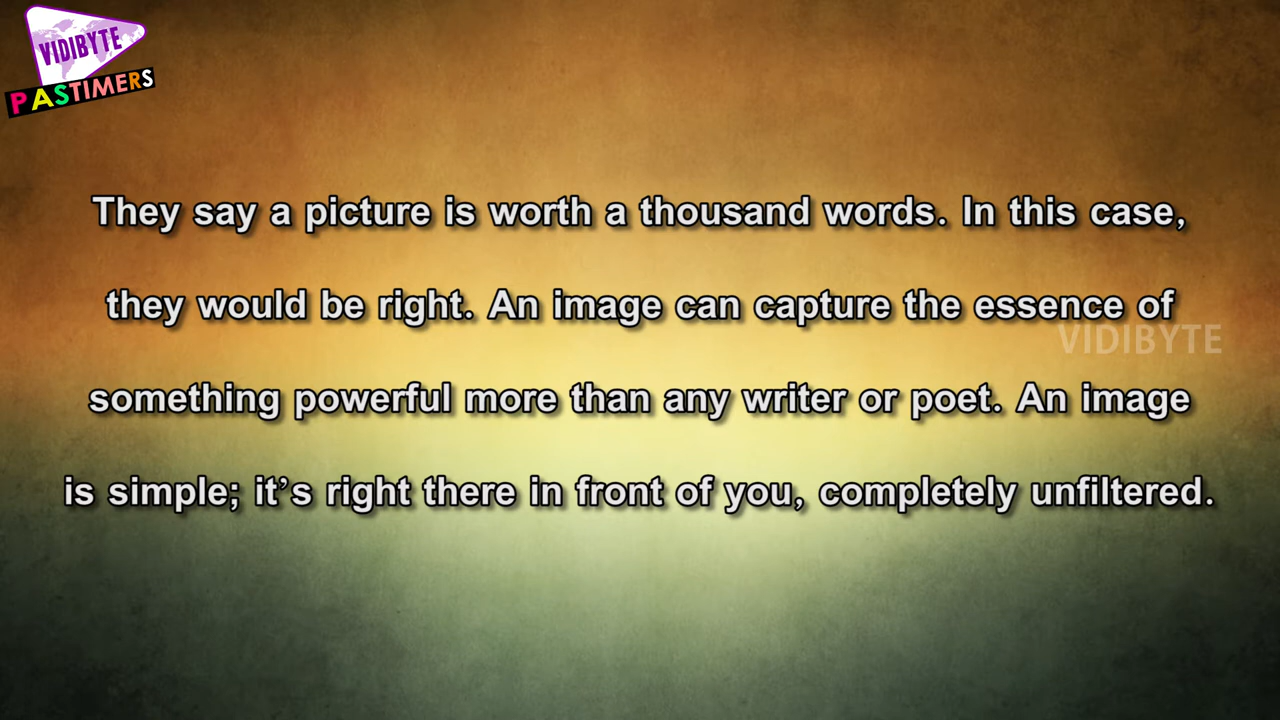 VIDIBYTE
PASTIMERS
They say a picture is worth a thousand words. In this case,
they would be right. An image can capture the essence of
VIDIBYTE
something powerful more than any writer or poet. An image
is simple; it’s right there in front of you, completely unfiltered.